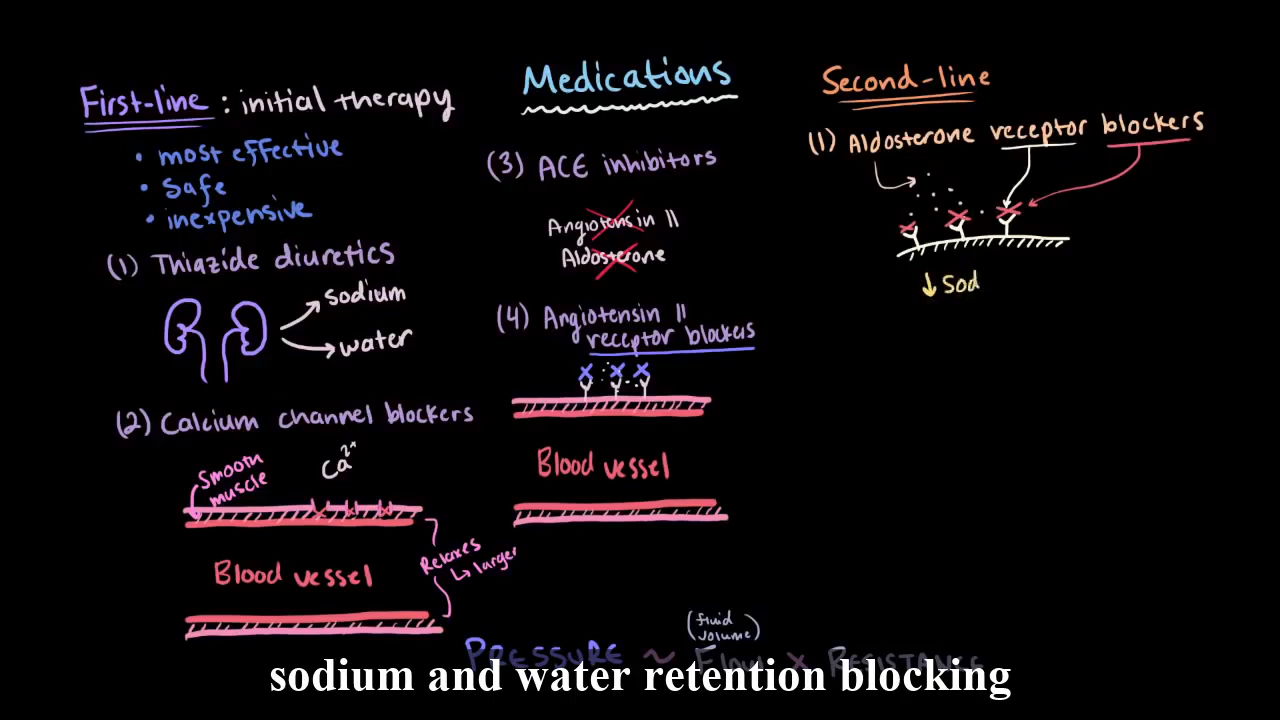 Medications
First-line : initial therapy
• most effective
• safe
• inexpensive
(1) Thiazide diuretics
sodium
water
(2) Calcium channel blockers
Smooth
muscle
Ca2+
Blood vessel
Relaxes
↳ larger
(3) ACE inhibitors
Angiotensin II
Aldosterone
(4) Angiotensin II
receptor blockers
Blood vessel
Second-line
(1) Aldosterone receptor blockers
↓ Sod
(fluid
volume)
PRESSURE ~ Flow x RESISTANCE
sodium and water retention blocking